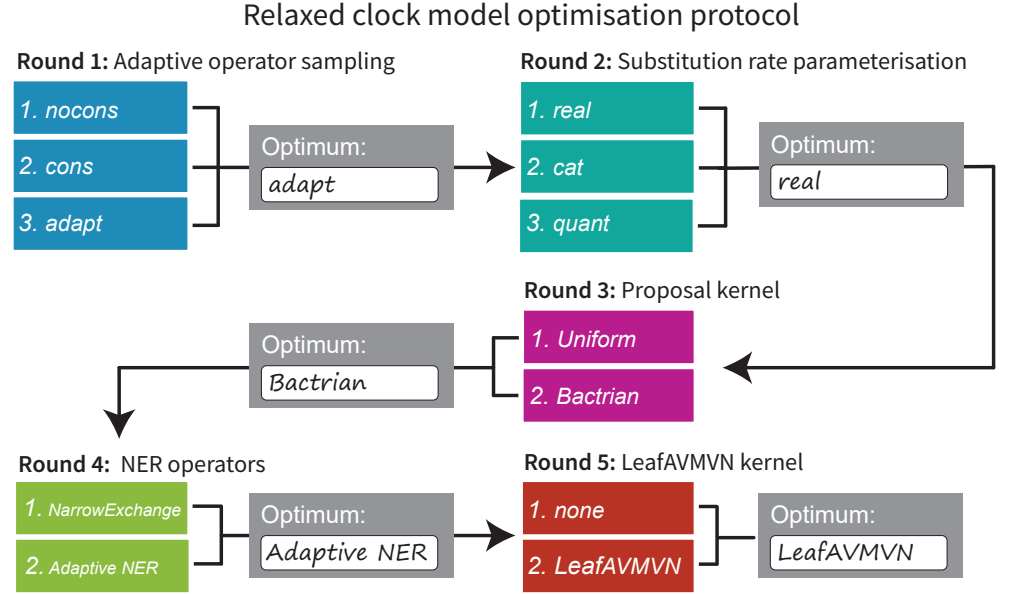 Relaxed clock model optimisation protocol
Round 1: Adaptive operator sampling
1. nocons
2. cons
3. adapt
Optimum:
adapt
Round 2: Substitution rate parameterisation
1. real
2. cat
3. quant
Optimum:
real
Round 3: Proposal kernel
1. Uniform
2. Bactrian
Optimum:
Bactrian
Round 4: NER operators
1. NarrowExchange
2. Adaptive NER
Optimum:
Adaptive NER
Round 5: LeafAVMVN kernel
1. none
2. LeafAVMVN
Optimum:
LeafAVMVN